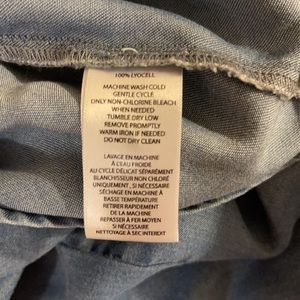 100% LYOCELL
MACHINE WASH COLD
GENTLE CYCLE
ONLY NON-CHLORINE BLEACH
WHEN NEEDED
TUMBLE DRY LOW
REMOVE PROMPTLY
WARM IRON IF NEEDED
DO NOT DRY CLEAN
LAVAGE EN MACHINE
À L'EAU FROIDE
AU CYCLE DÉLICAT SÉPARÉMENT
BLANCHISSEUR NON CHLORÉ
UNIQUEMENT, SI NÉCESSAIRE
SÉCHAGE EN MACHINE À
BASSE TEMPÉRATURE
RETIRER RAPIDEMENT
DE LA MACHINE
REPASSER À FER MOYEN
SI NÉCESSAIRE
NETTOYAGE À SEC INTERDIT